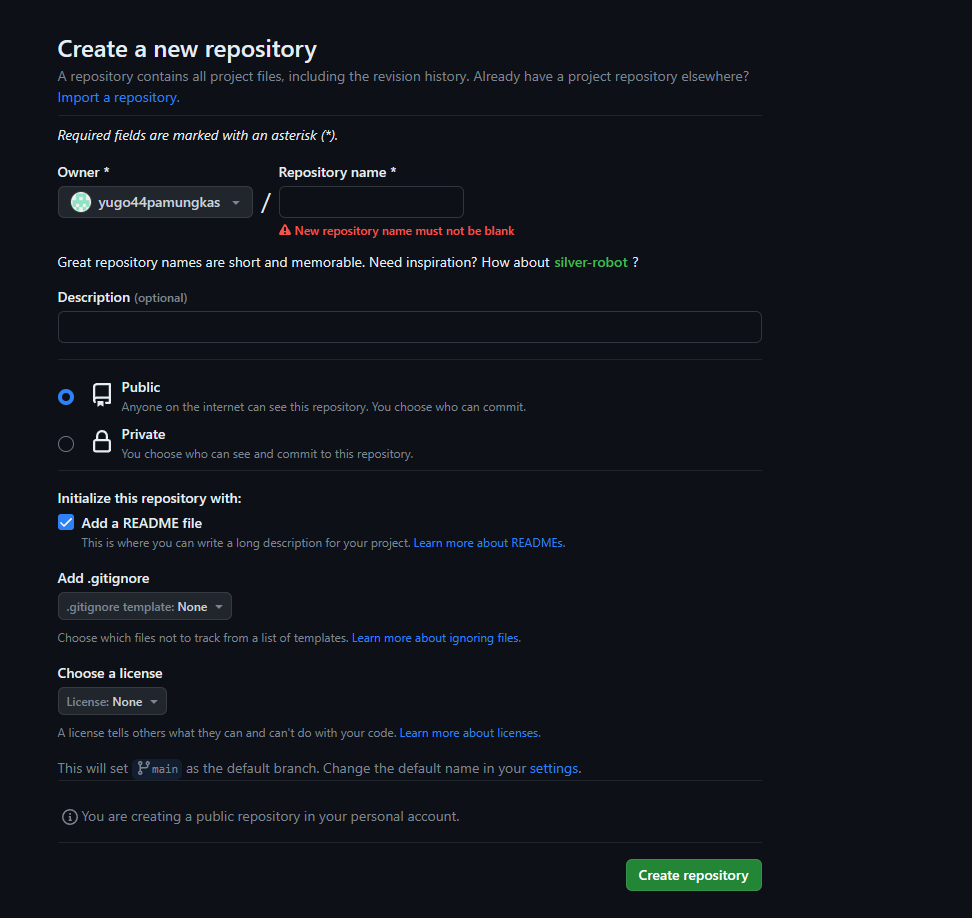 Create a new repository
A repository contains all project files, including the revision history. Already have a project repository elsewhere?
Import a repository.
Required fields are marked with an asterisk (*).
Owner * Repository name *
yugo44pamungkas /
New repository name must not be blank
Great repository names are short and memorable. Need inspiration? How about silver-robot ?
Description (optional)
Public
Anyone on the internet can see this repository. You choose who can commit.
Private
You choose who can see and commit to this repository.
Initialize this repository with:
Add a README file
This is where you can write a long description for your project. Learn more about READMEs.
Add .gitignore
.gitignore template: None
Choose which files not to track from a list of templates. Learn more about ignoring files.
Choose a license
License: None
A license tells others what they can and can't do with your code. Learn more about licenses.
This will set main as the default branch. Change the default name in your settings.
You are creating a public repository in your personal account.
Create repository